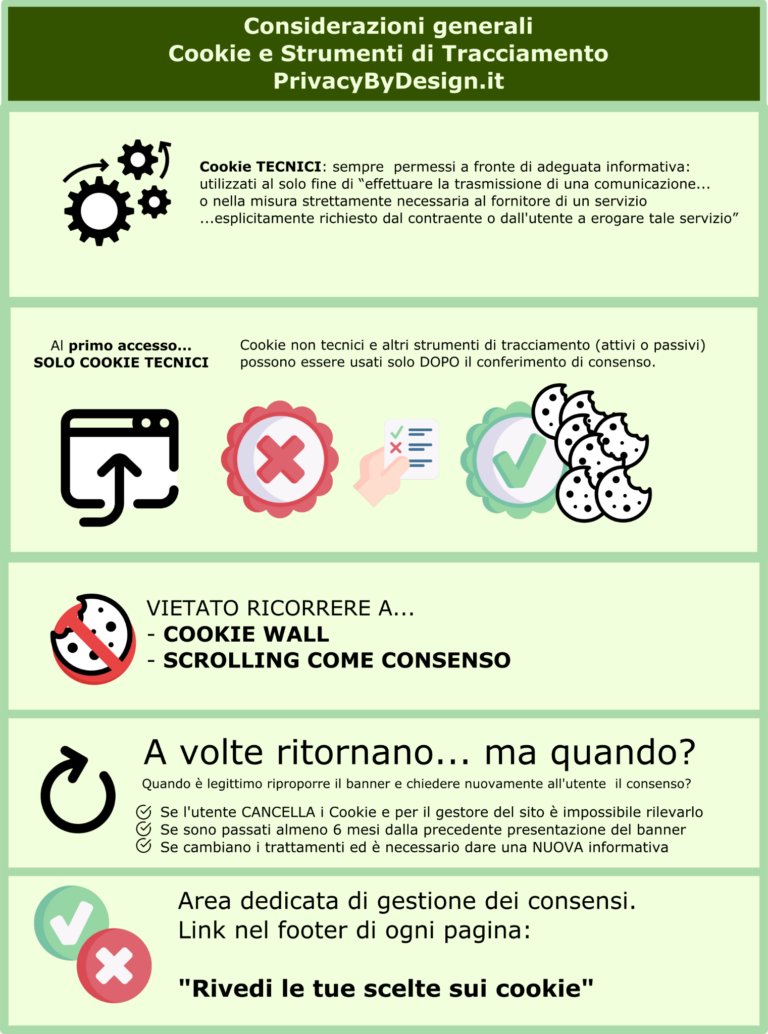 Considerazioni generali
Cookie e Strumenti di Tracciamento
PrivacyByDesign.it
Cookie TECNICI: sempre  permessi a fronte di adeguata informativa:
utilizzati al solo fine di “effettuare la trasmissione di una comunicazione...
o nella misura strettamente necessaria al fornitore di un servizio
...esplicitamente richiesto dal contraente o dall'utente a erogare tale servizio”
Al primo accesso...
SOLO COOKIE TECNICI
Cookie non tecnici e altri strumenti di tracciamento (attivi o passivi)
possono essere usati solo DOPO il conferimento di consenso.
VIETATO RICORRERE A...
- COOKIE WALL
- SCROLLING COME CONSENSO
A volte ritornano... ma quando?
Quando è legittimo riproporre il banner e chiedere nuovamente all'utente  il consenso?
Se l'utente CANCELLA i Cookie e per il gestore del sito è impossibile rilevarlo
Se sono passati almeno 6 mesi dalla precedente presentazione del banner
Se cambiano i trattamenti ed è necessario dare una NUOVA informativa
Area dedicata di gestione dei consensi.
Link nel footer di ogni pagina:
"Rivedi le tue scelte sui cookie"